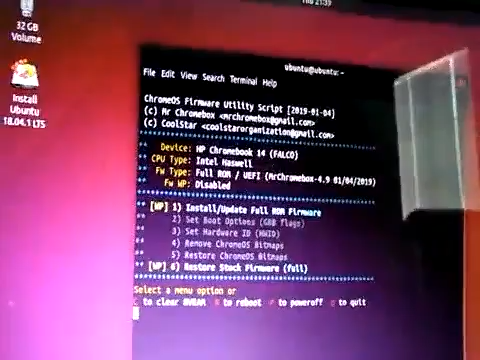 Thu 21:39
32 GB
Volume
Install
Ubuntu
18.04.1 LTS
ubuntu@ubuntu: ~
File Edit View Search Terminal Help
ChromeOS Firmware Utility Script [2019-01-04]
(c) Mr Chromebox <mrchromebox@gmail.com>
(c) CoolStar <coolstarorganization@gmail.com>
** Device: HP Chromebook 14 (FALCO)
** CPU Type: Intel Haswell
** Fw Type: Full ROM / UEFI (MrChromebox-4.9 01/04/2019)
** Fw WP: Disabled
** [WP] 1) Install/Update Full ROM Firmware
** 2) Set Boot Options (GBB flags)
** 3) Set Hardware ID (HWID)
** 4) Remove ChromeOS Bitmaps
** 5) Restore ChromeOS Bitmaps
** [WP] 6) Restore Stock Firmware (full)
Select a menu option or
C to clear NVRAM R to reboot P to poweroff Q to quit